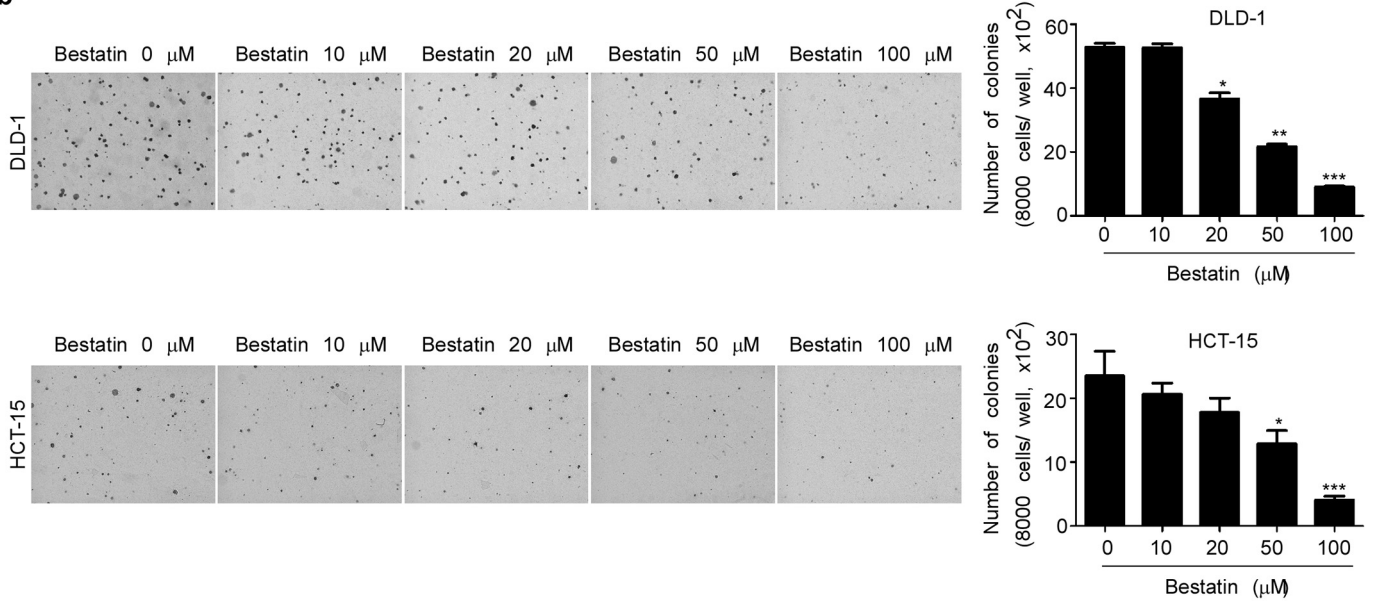 b
Bestatin 0 μM Bestatin 10 μM Bestatin 20 μM Bestatin 50 μM Bestatin 100 μM
DLD-1
DLD-1
Number of colonies
(8000 cells/ well, x10²)
60
40
20
0
*
**
***
0 10 20 50 100
Bestatin (μM)
Bestatin 0 μM Bestatin 10 μM Bestatin 20 μM Bestatin 50 μM Bestatin 100 μM
HCT-15
HCT-15
Number of colonies
(8000 cells/ well, x10²)
30
20
10
0
*
***
0 10 20 50 100
Bestatin (μM)